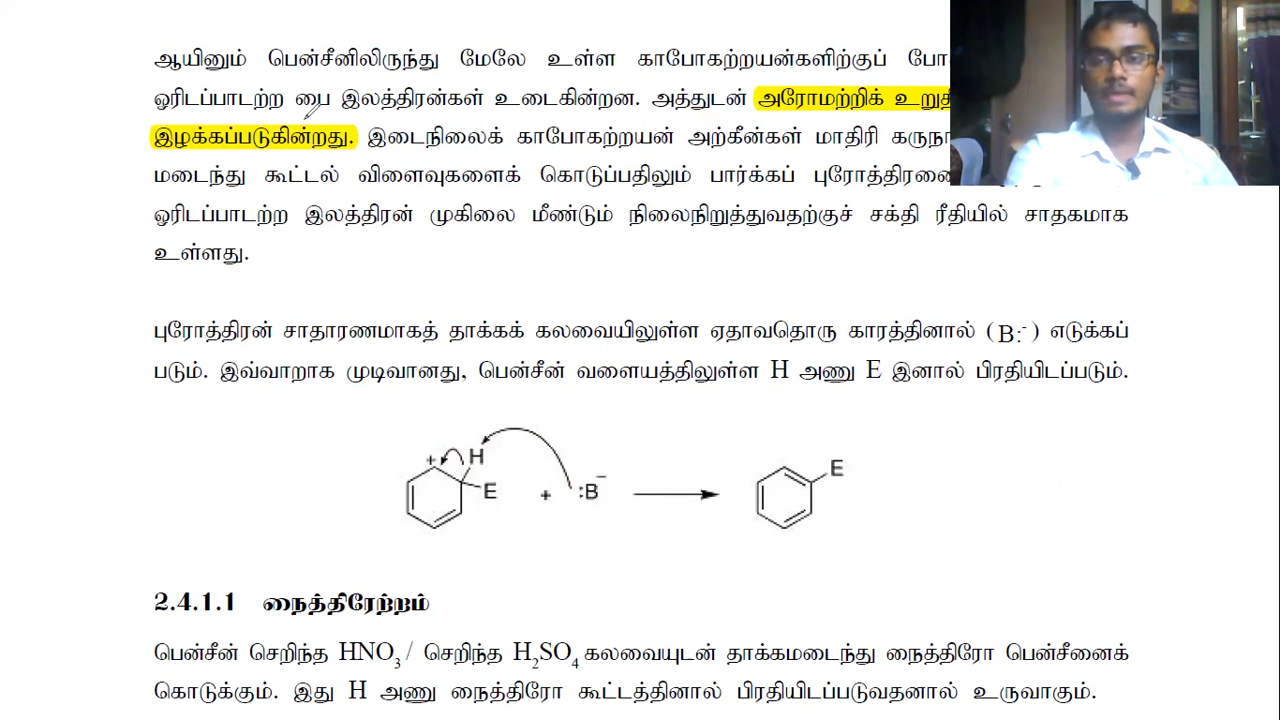 ஆயினும் பென்சீனிலிருந்து மேலே உள்ள காபோகற்றயன்களிற்குப்
ஓரிடப்பாடற்ற பை இலத்திரன்கள் உடைகின்றன. அத்துடன் அரோமற்றிக்
இழக்கப்படுகின்றது. இடைநிலைக் காபோகற்றயன் அற்கீன்கள் மாதிரி
மடைந்து கூட்டல் விளைவுகளைக் கொடுப்பதிலும் பார்க்கப்
ஓரிடப்பாடற்ற இலத்திரன் முகிலை மீண்டும் நிலைநிறுத்துவதற்குச் சக்தி ரீதியில் சாதகமாக
உள்ளது.
புரோத்திரன் சாதாரணமாகத் தாக்கக் கலவையிலுள்ள ஏதாவதொரு காரத்தினால் (B:⁻) எடுக்கப்
படும். இவ்வாறாக முடிவானது, பென்சீன் வளையத்திலுள்ள H அணு E இனால் பிரதியிடப்படும்.
+ H E + :B⁻ E
2.4.1.1 நைத்திரேற்றம்
பென்சீன் செறிந்த HNO₃ / செறிந்த H₂SO₄ கலவையுடன் தாக்கமடைந்து நைத்திரோ பென்சீனைக்
கொடுக்கும். இது H அணு நைத்திரோ கூட்டத்தினால் பிரதியிடப்படுவதனால் உருவாகும்.